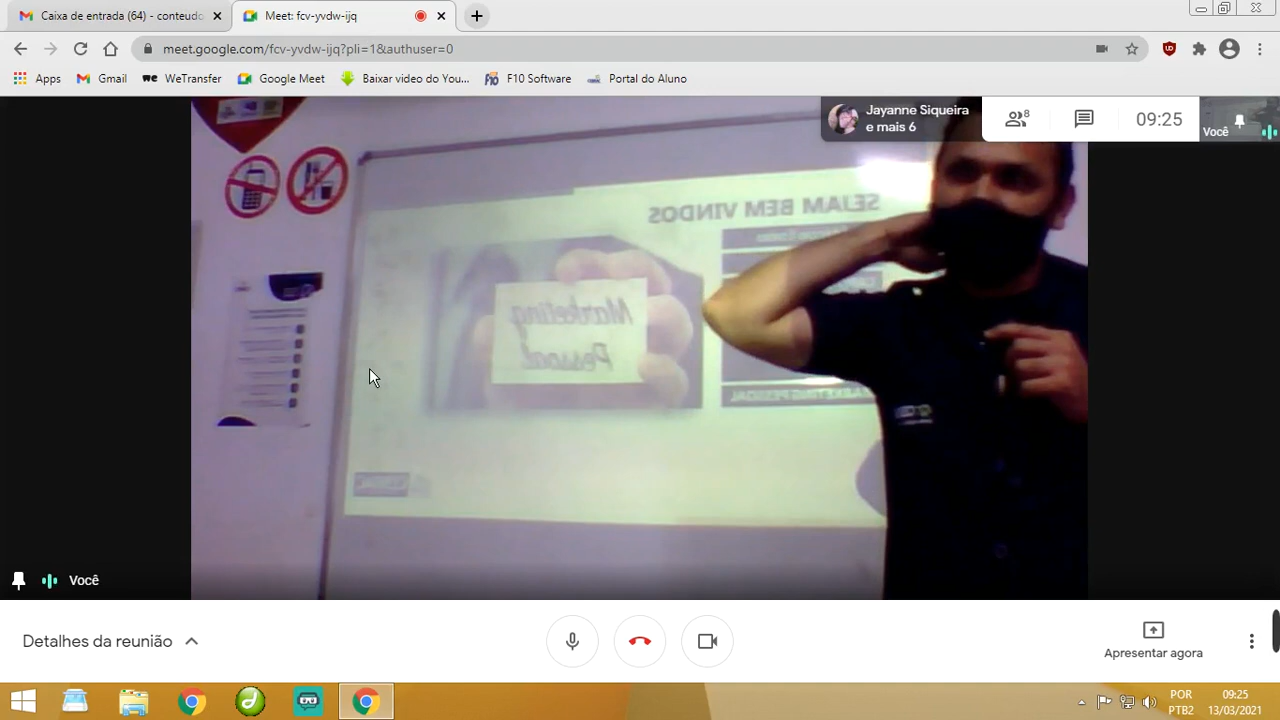 Caixa de entrada (64) - conteudo
Meet: fcv-yvdw-ijq
meet.google.com/fcv-yvdw-ijq?pli=1&authuser=0
Apps
Gmail
WeTransfer
Google Meet
Baixar video do You...
F10 Software
Portal do Aluno
Jayanne Siqueira
e mais 6
8
09:25
Você
SEJAM BEM VINDOS
Marketing
Pessoal
MARKETING PESSOAL
Você
Detalhes da reunião
Apresentar agora
POR
PTB2
09:25
13/03/2021